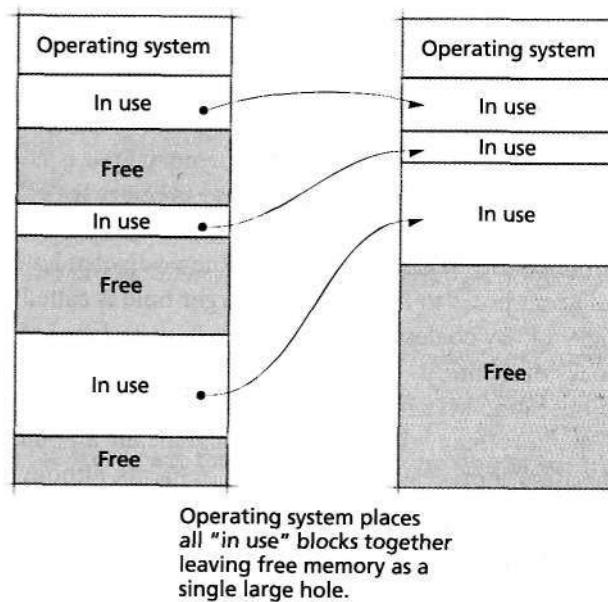 Operating system
In use
Free
In use
Free
In use
Free
Operating system
In use
In use
In use
Free
Operating system places
all "in use" blocks together
leaving free memory as a
single large hole.